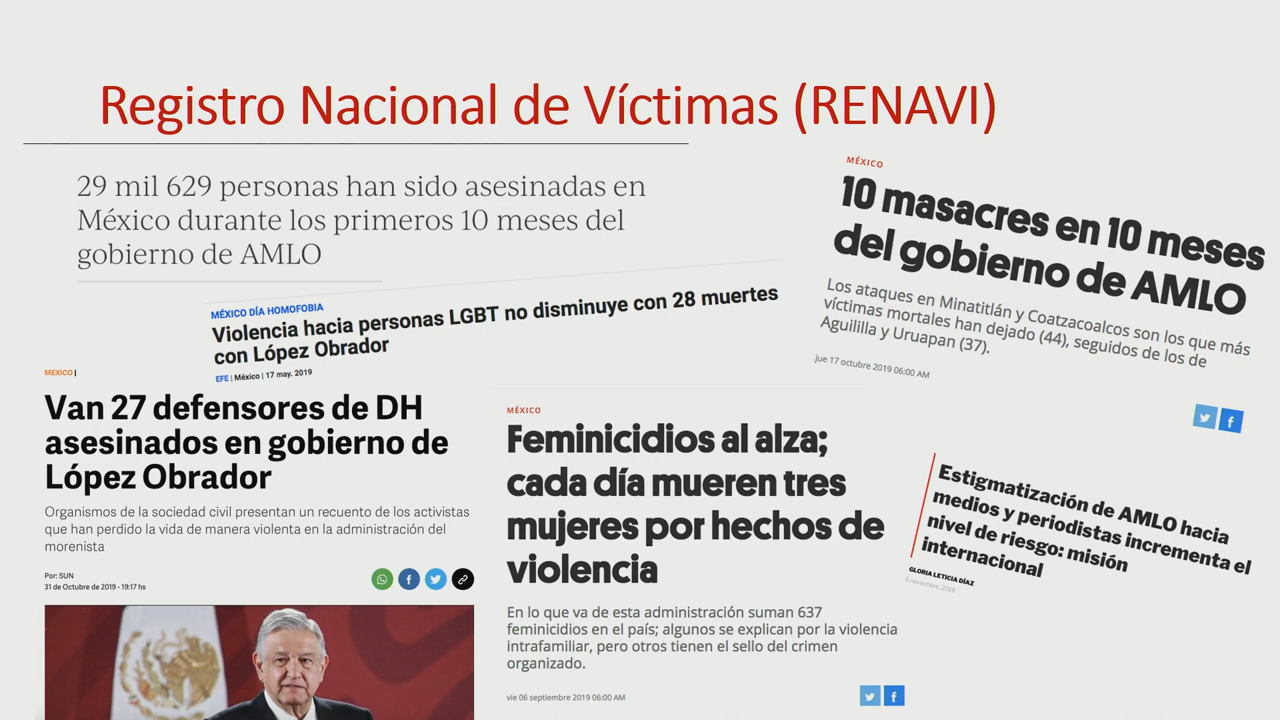 Registro Nacional de Víctimas (RENAVI)
29 mil 629 personas han sido asesinadas en
México durante los primeros 10 meses del
gobierno de AMLO
MÉXICO
10 masacres en 10 meses
del gobierno de AMLO
Los ataques en Minatitlán y Coatzacoalcos son los que más
víctimas mortales han dejado (44), seguidos de los de
Aguililla y Uruapan (37).
jue 17 octubre 2019 06:00 AM
MÉXICO DÍA HOMOFOBIA
Violencia hacia personas LGBT no disminuye con 28 muertes
con López Obrador
EFE | México | 17 may. 2019
MEXICO |
Van 27 defensores de DH
asesinados en gobierno de
López Obrador
Organismos de la sociedad civil presentan un recuento de los activistas
que han perdido la vida de manera violenta en la administración del
morenista
Por: SUN
31 de Octubre de 2019 - 19:17 hs
MÉXICO
Feminicidios al alza;
cada día mueren tres
mujeres por hechos de
violencia
En lo que va de esta administración suman 637
feminicidios en el país; algunos se explican por la violencia
intrafamiliar, pero otros tienen el sello del crimen
organizado.
vie 06 septiembre 2019 06:00 AM
Estigmatización de AMLO hacia
medios y periodistas incrementa el
nivel de riesgo: misión
internacional
GLORIA LETICIA DÍAZ
6 noviembre, 2019